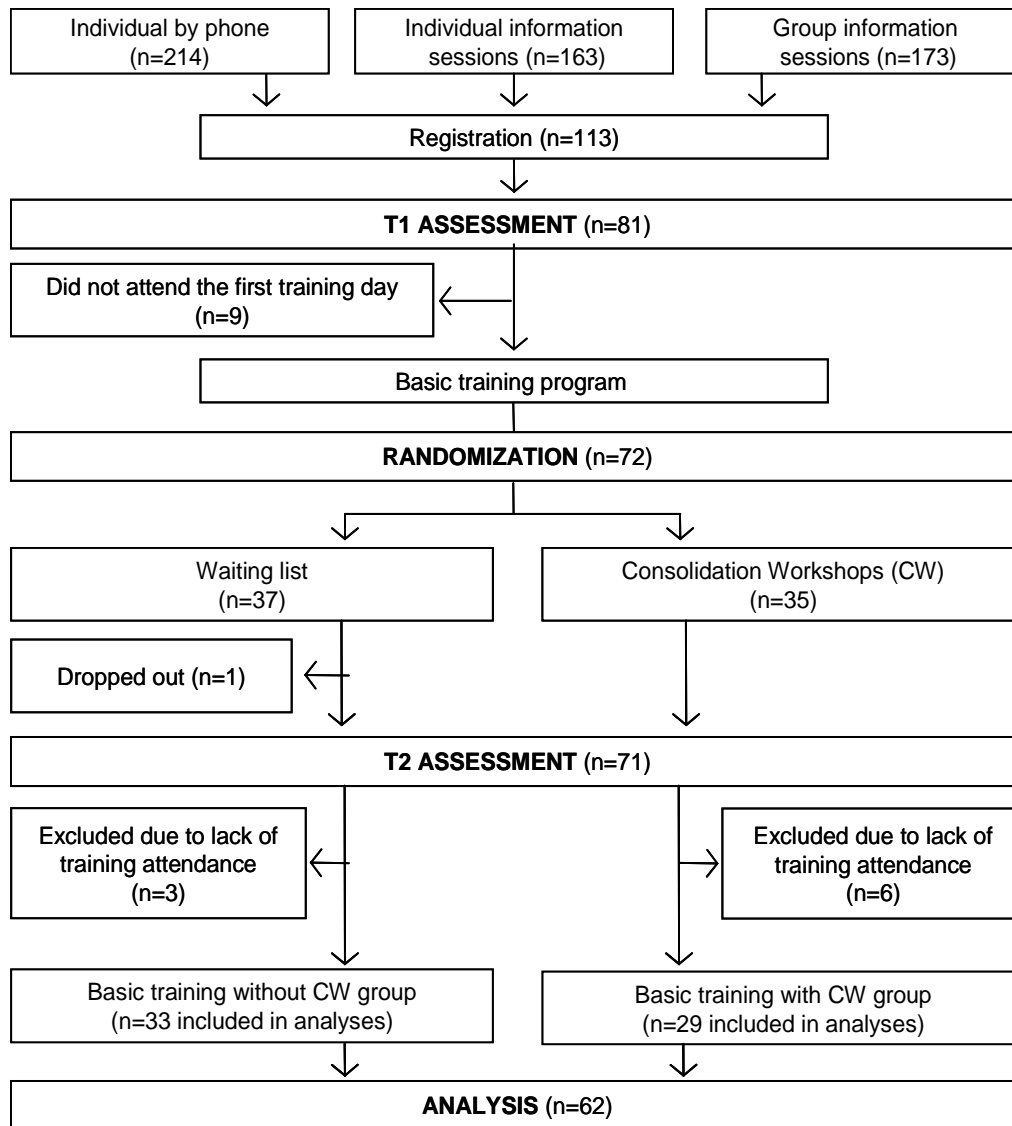 Individual by phone
(n=214)
Individual information
sessions (n=163)
Group information
sessions (n=173)
Registration (n=113)
T1 ASSESSMENT (n=81)
Did not attend the first training day
(n=9)
Basic training program
RANDOMIZATION (n=72)
Waiting list
(n=37)
Consolidation Workshops (CW)
(n=35)
Dropped out (n=1)
T2 ASSESSMENT (n=71)
Excluded due to lack of
training attendance
(n=3)
Excluded due to lack of
training attendance
(n=6)
Basic training without CW group
(n=33 included in analyses)
Basic training with CW group
(n=29 included in analyses)
ANALYSIS (n=62)